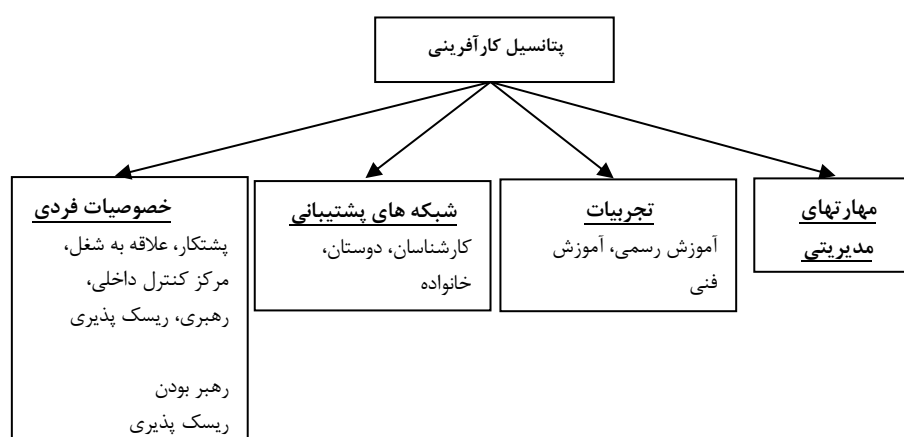 پتانسیل کارآفرینی
مهارتهای
مدیریتی
تجربیات
آموزش رسمی، آموزش
فنی
شبکه های پشتیبانی
کارشناسان، دوستان،
خانواده
خصوصیات فردی
پشتکار، علاقه به شغل،
مرکز کنترل داخلی،
رهبری، ریسک پذیری
رهبر بودن
ریسک پذیری